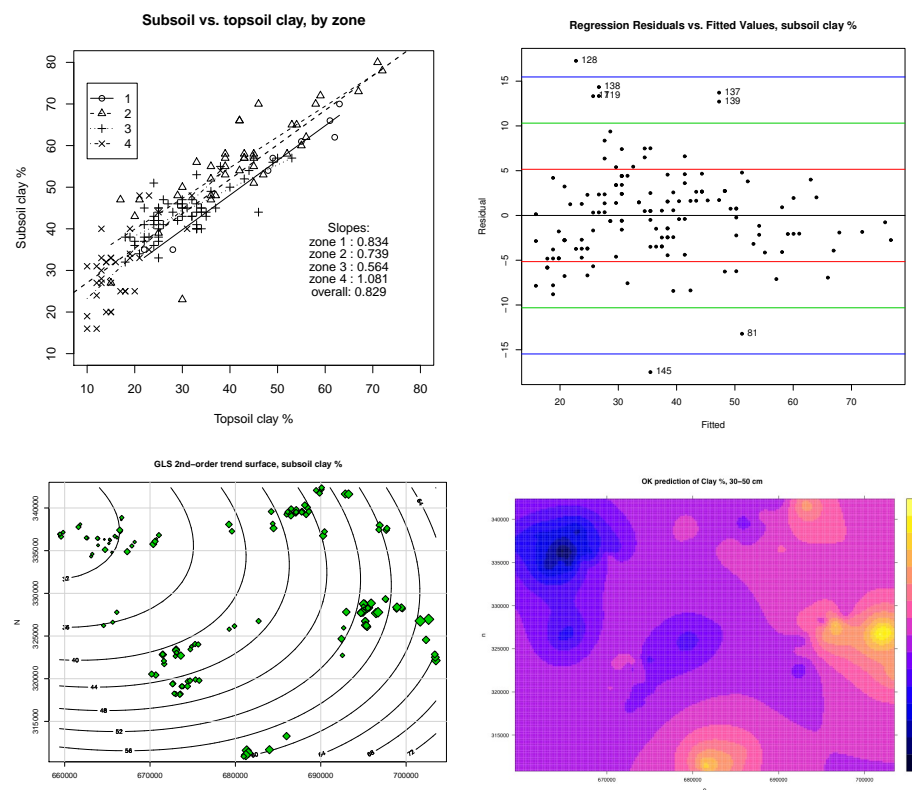 Subsoil vs. topsoil clay, by zone
Subsoil clay %
80
70
60
50
40
30
20
10
1
2
3
4
Slopes:
zone 1 : 0.834
zone 2 : 0.739
zone 3 : 0.564
zone 4 : 1.081
overall: 0.829
10 20 30 40 50 60 70 80
Topsoil clay %
Regression Residuals vs. Fitted Values, subsoil clay %
Residual
15
10
5
0
−5
−10
−15
128
138
119
137
139
81
145
20 30 40 50 60 70
Fitted
GLS 2nd−order trend surface, subsoil clay %
N
340000
335000
330000
325000
320000
315000
64
32
36
40
44
48
52
56
60
64
68
72
660000 670000 680000 690000 700000
OK prediction of Clay %, 30−50 cm
n
340000
335000
330000
325000
320000
315000
670000 680000 690000 700000